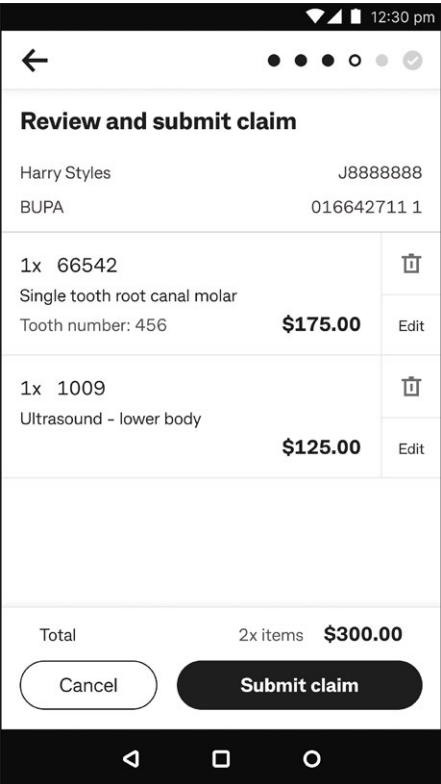 12:30 pm
Review and submit claim
Harry Styles J8888888
BUPA 016642711 1
1x 66542
Single tooth root canal molar
Tooth number: 456 $175.00 Edit
1x 1009
Ultrasound - lower body
$125.00 Edit
Total 2x items $300.00
Cancel Submit claim